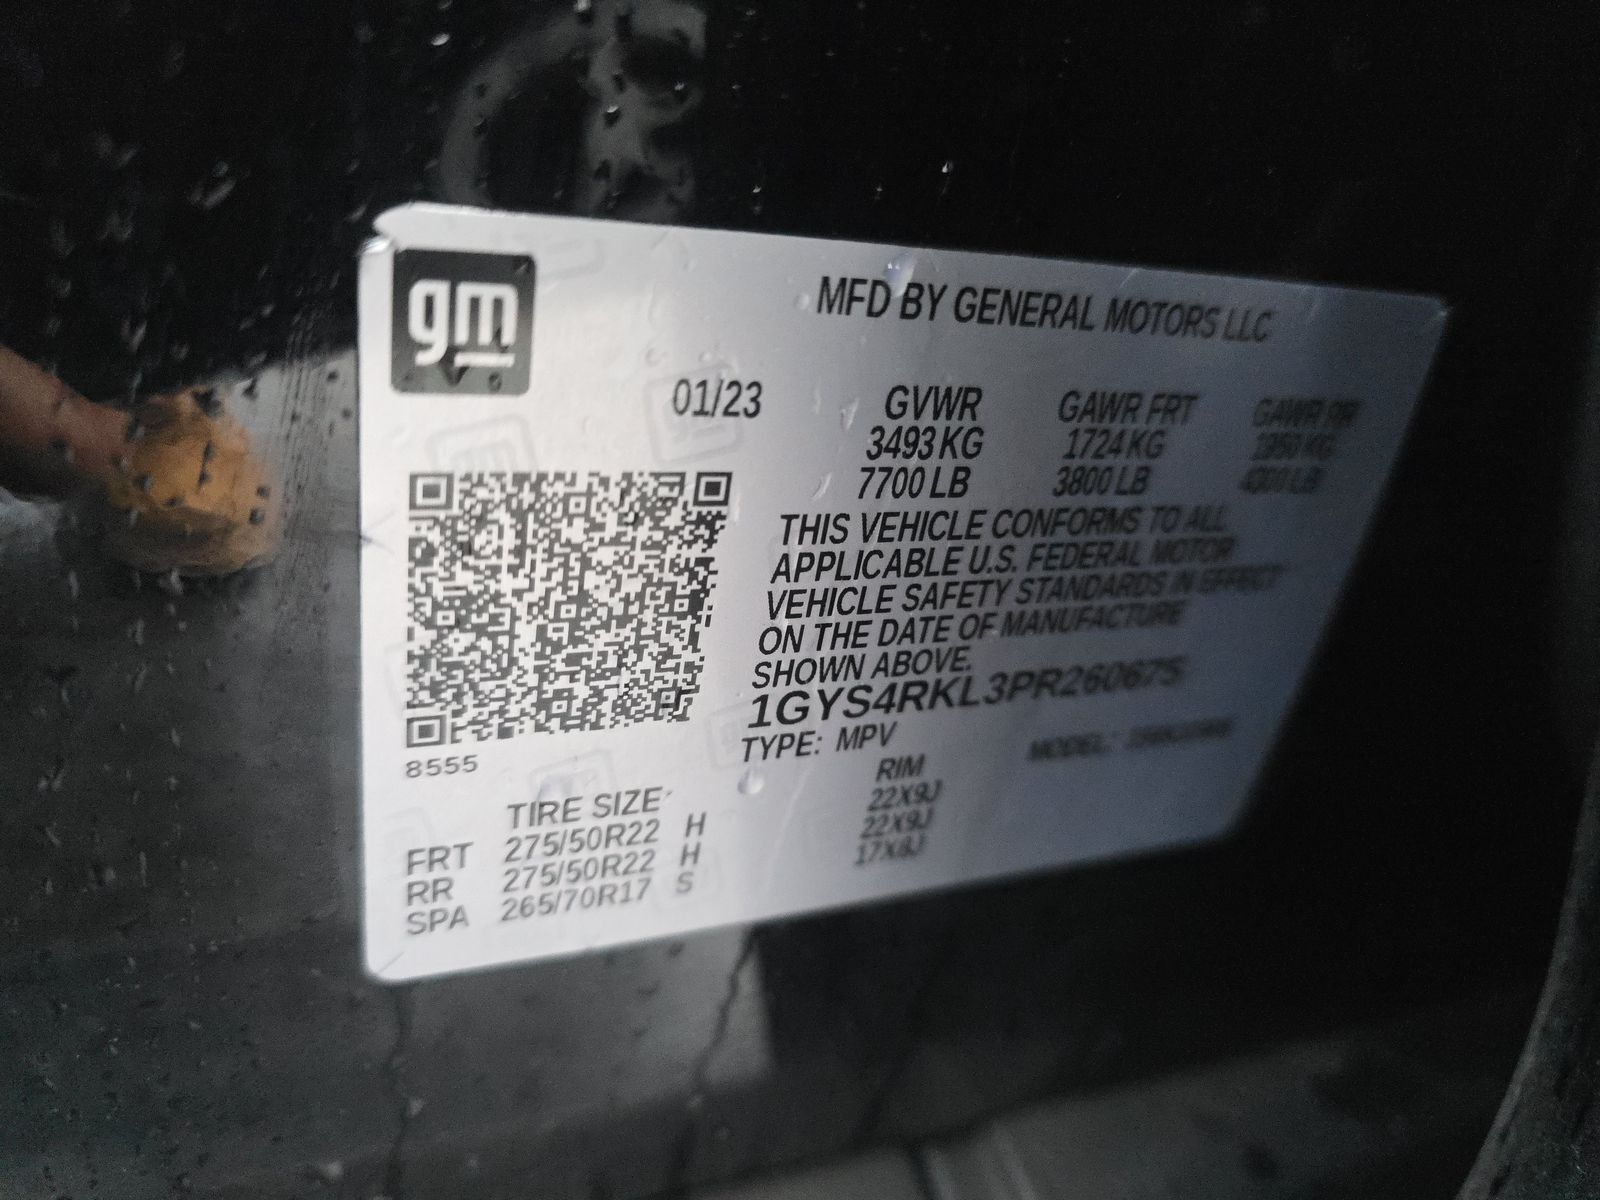 gm
MFD BY GENERAL MOTORS LLC
01/23 GVWR GAWR FRT GAWR RR
3493 KG 1724 KG
7700 LB 3800 LB
THIS VEHICLE CONFORMS TO ALL
APPLICABLE U.S. FEDERAL MOTOR
VEHICLE SAFETY STANDARDS IN EFFECT
ON THE DATE OF MANUFACTURE
SHOWN ABOVE.
1GYS4RKL3PR260675
TYPE: MPV MODEL:
8555
TIRE SIZE RIM
FRT 275/50R22 H 22X9J
RR 275/50R22 H 22X9J
SPA 265/70R17 S 17X8J